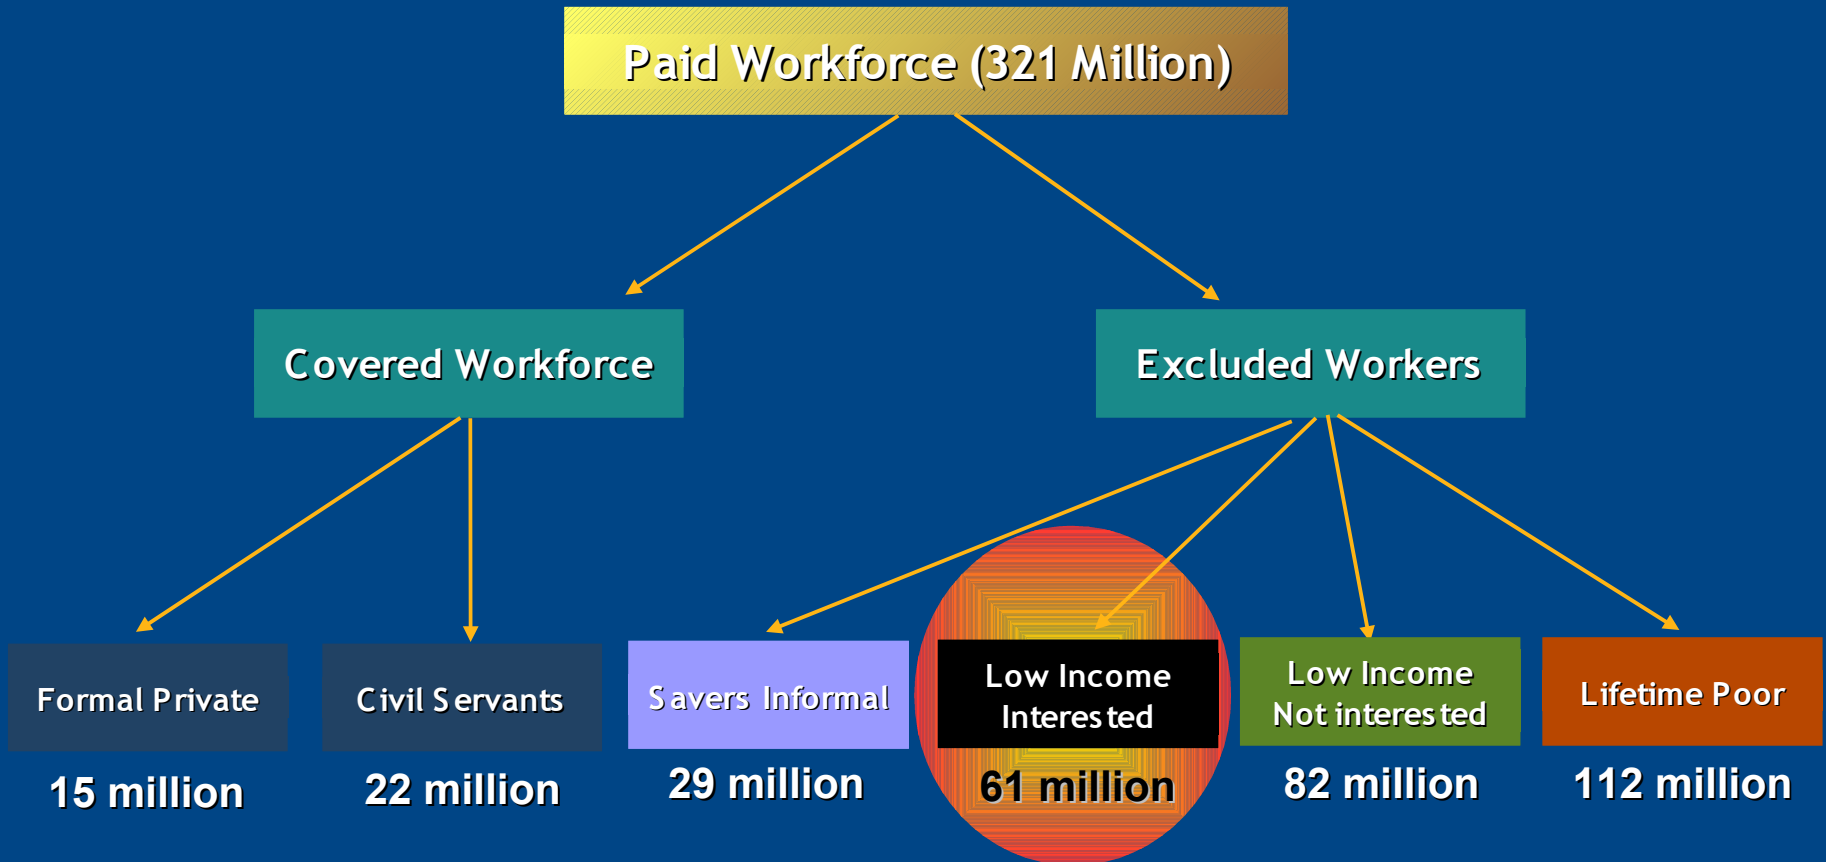 Paid Workforce (321 Million)
Covered Workforce
Excluded Workers
Formal Private
Civil Servants
Savers Informal
Low Income
Interested
Low Income
Not interested
Lifetime Poor
15 million
22 million
29 million
61 million
82 million
112 million